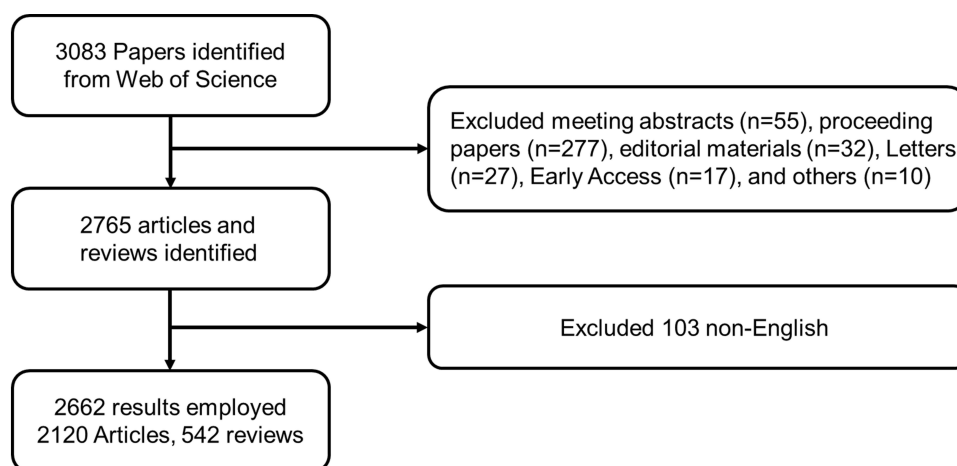 3083 Papers identified
from Web of Science
Excluded meeting abstracts (n=55), proceeding
papers (n=277), editorial materials (n=32), Letters
(n=27), Early Access (n=17), and others (n=10)
2765 articles and
reviews identified
Excluded 103 non-English
2662 results employed
2120 Articles, 542 reviews